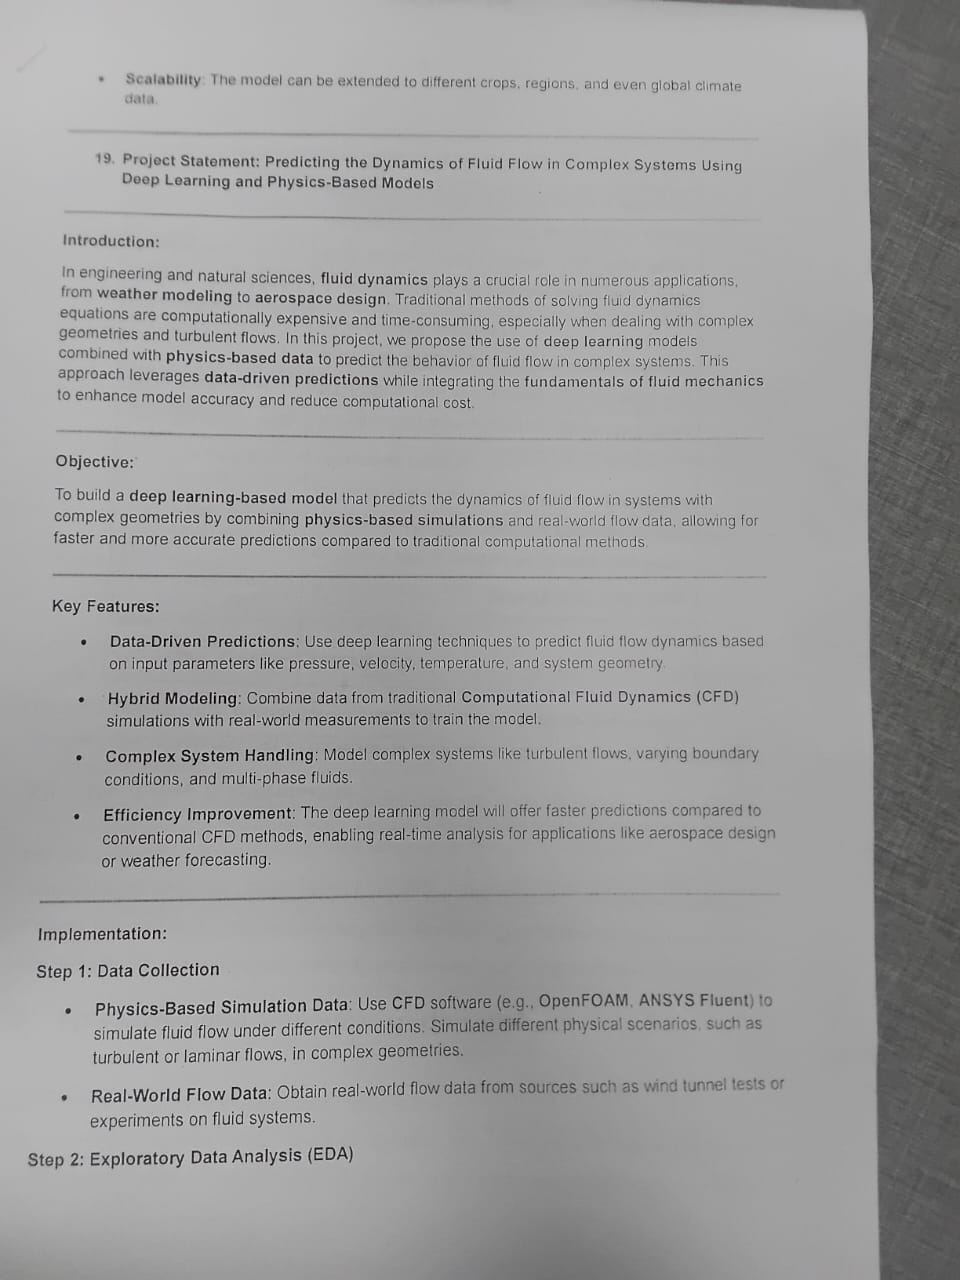 • Scalability: The model can be extended to different crops, regions, and even global climate
data.
19. Project Statement: Predicting the Dynamics of Fluid Flow in Complex Systems Using
Deep Learning and Physics-Based Models
Introduction:
In engineering and natural sciences, fluid dynamics plays a crucial role in numerous applications,
from weather modeling to aerospace design. Traditional methods of solving fluid dynamics
equations are computationally expensive and time-consuming, especially when dealing with complex
geometries and turbulent flows. In this project, we propose the use of deep learning models
combined with physics-based data to predict the behavior of fluid flow in complex systems. This
approach leverages data-driven predictions while integrating the fundamentals of fluid mechanics
to enhance model accuracy and reduce computational cost.
Objective:
To build a deep learning-based model that predicts the dynamics of fluid flow in systems with
complex geometries by combining physics-based simulations and real-world flow data, allowing for
faster and more accurate predictions compared to traditional computational methods.
Key Features:
• Data-Driven Predictions: Use deep learning techniques to predict fluid flow dynamics based
on input parameters like pressure, velocity, temperature, and system geometry.
• Hybrid Modeling: Combine data from traditional Computational Fluid Dynamics (CFD)
simulations with real-world measurements to train the model.
• Complex System Handling: Model complex systems like turbulent flows, varying boundary
conditions, and multi-phase fluids.
• Efficiency Improvement: The deep learning model will offer faster predictions compared to
conventional CFD methods, enabling real-time analysis for applications like aerospace design
or weather forecasting.
Implementation:
Step 1: Data Collection
• Physics-Based Simulation Data: Use CFD software (e.g., OpenFOAM, ANSYS Fluent) to
simulate fluid flow under different conditions. Simulate different physical scenarios, such as
turbulent or laminar flows, in complex geometries.
• Real-World Flow Data: Obtain real-world flow data from sources such as wind tunnel tests or
experiments on fluid systems.
Step 2: Exploratory Data Analysis (EDA)